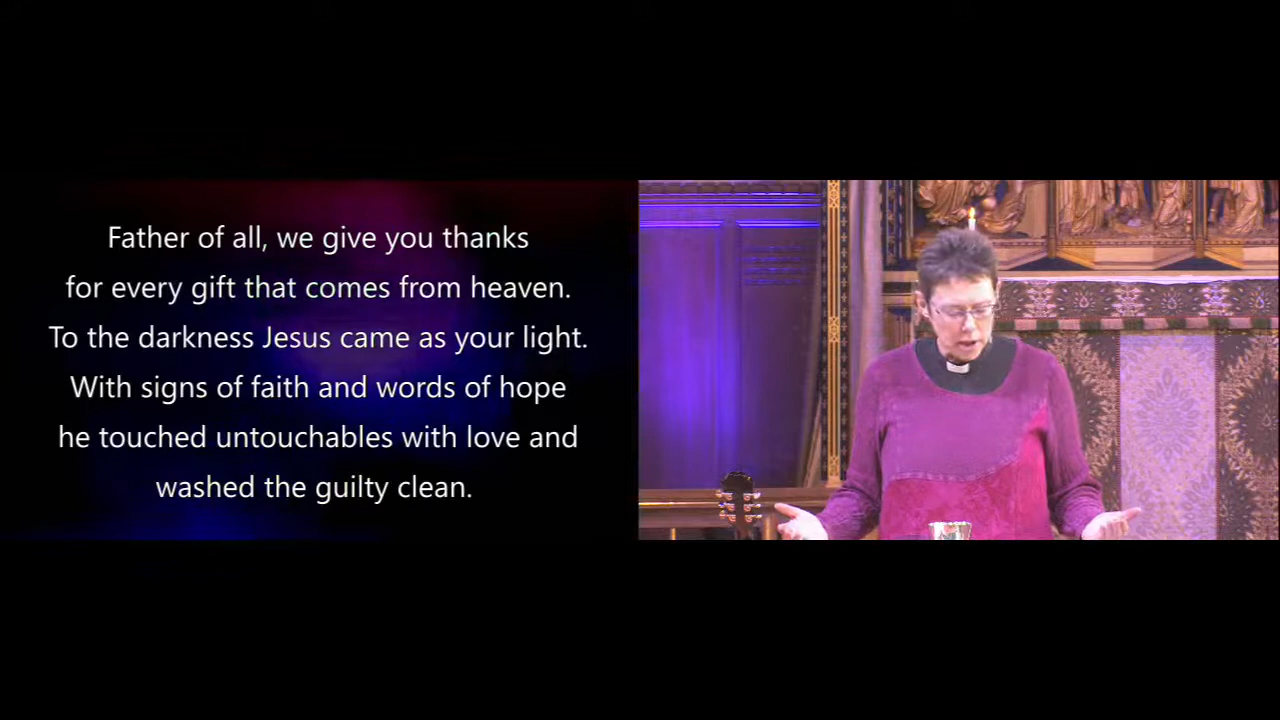 Father of all, we give you thanks
for every gift that comes from heaven.
To the darkness Jesus came as your light.
With signs of faith and words of hope
he touched untouchables with love and
washed the guilty clean.